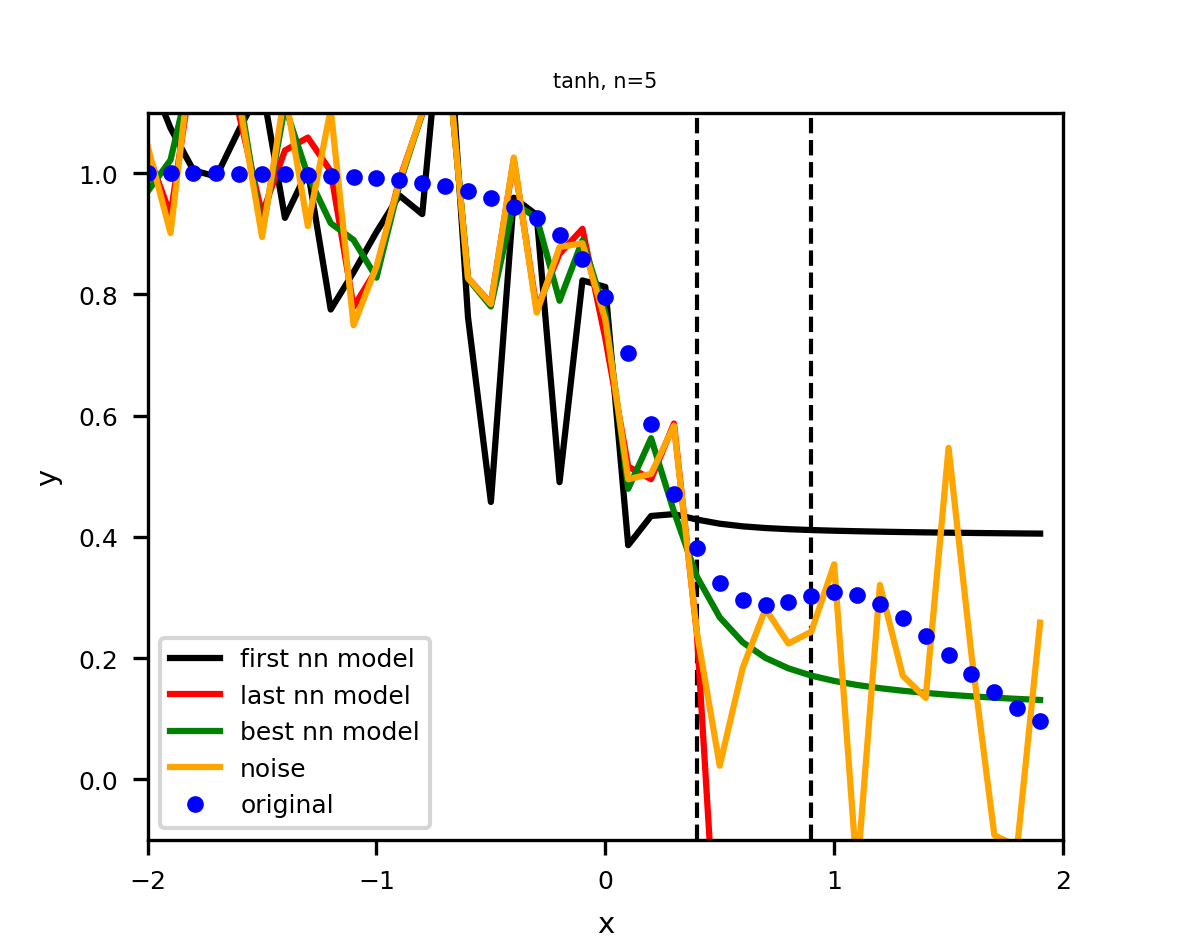 tanh, n=5
y
1.0
0.8
0.6
0.4
0.2
0.0
first nn model
last nn model
best nn model
noise
original
−2
−1
0
1
2
x